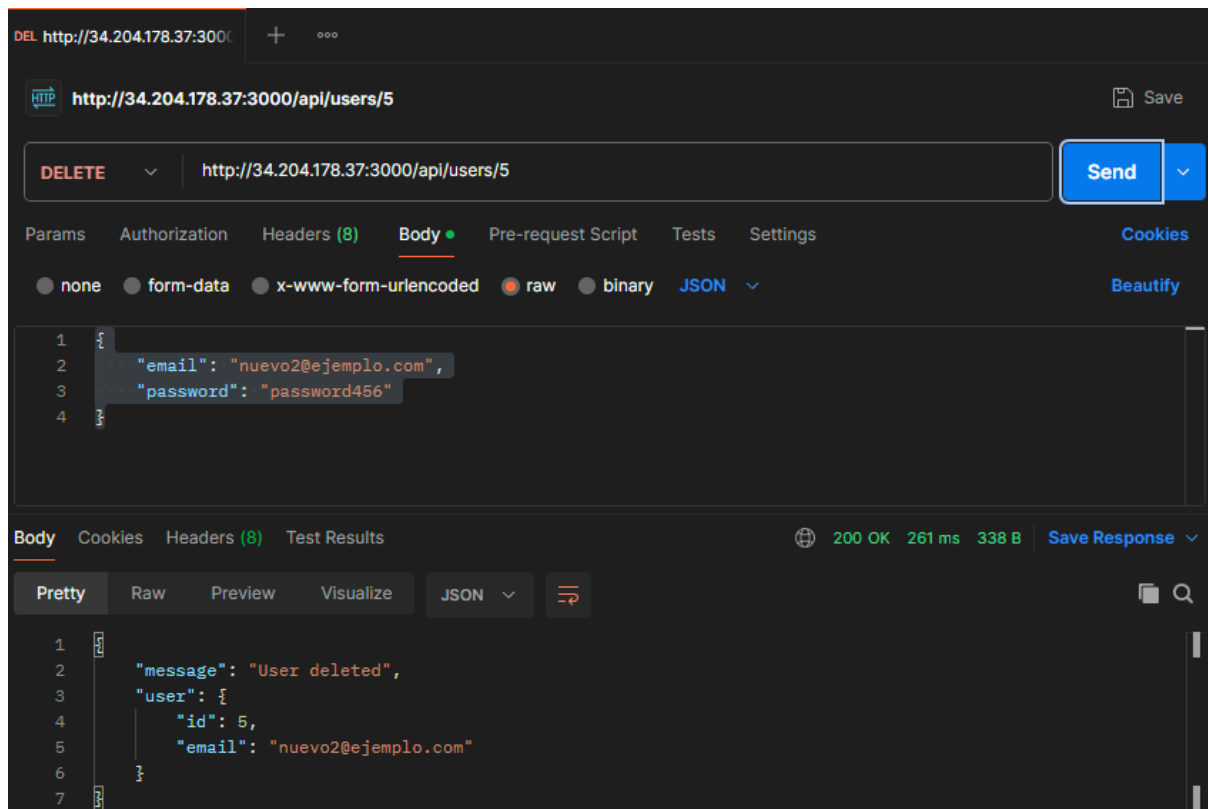 DEL http://34.204.178.37:300
http://34.204.178.37:3000/api/users/5 Save
DELETE http://34.204.178.37:3000/api/users/5 Send
Params Authorization Headers (8) Body Pre-request Script Tests Settings Cookies
none form-data x-www-form-urlencoded raw binary JSON Beautify
1 {
2 "email": "nuevo2@ejemplo.com",
3 "password": "password456"
4 }
Body Cookies Headers (8) Test Results 200 OK 261 ms 338 B Save Response
Pretty Raw Preview Visualize JSON
1 {
2 "message": "User deleted",
3 "user": {
4 "id": 5,
5 "email": "nuevo2@ejemplo.com"
6 }
7 }